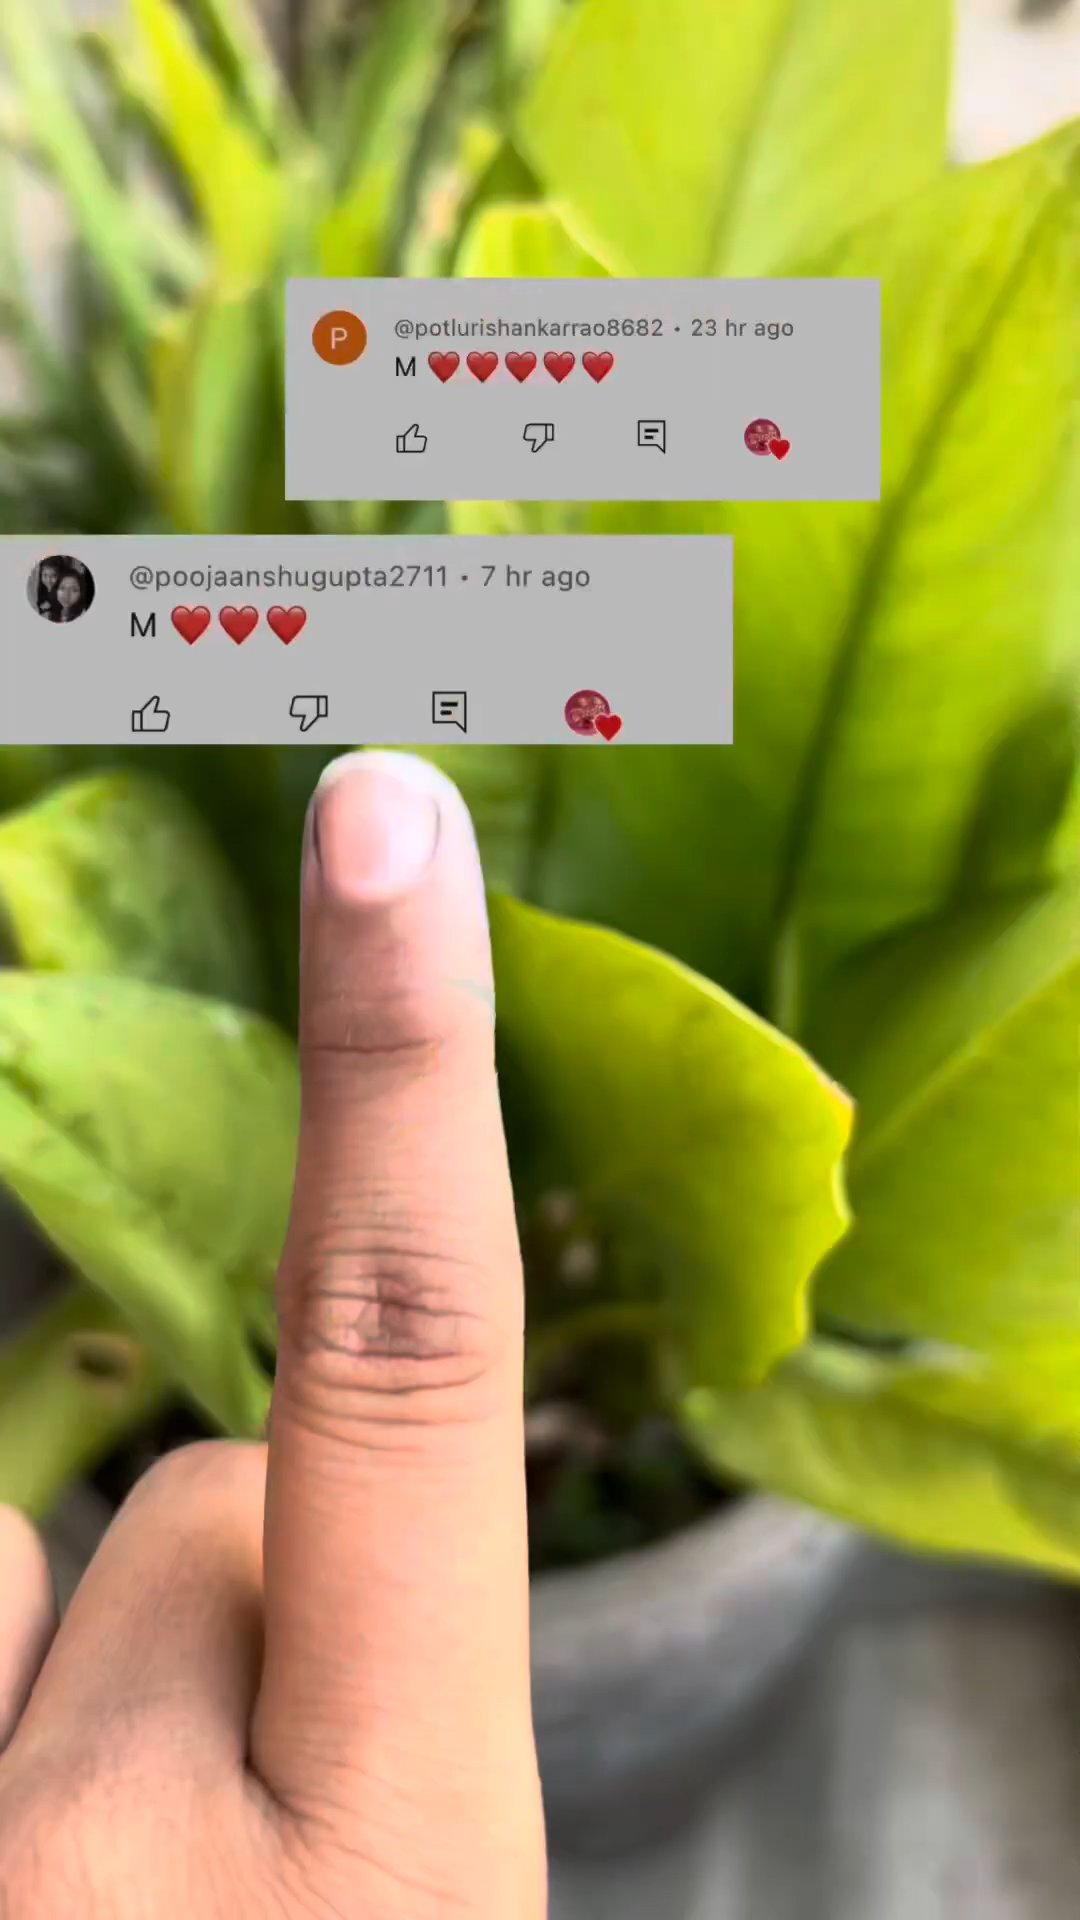 P
@potlurishankarrao8682 · 23 hr ago
M ❤️❤️❤️❤️❤️
@poojaanshugupta2711 · 7 hr ago
M ❤️❤️❤️